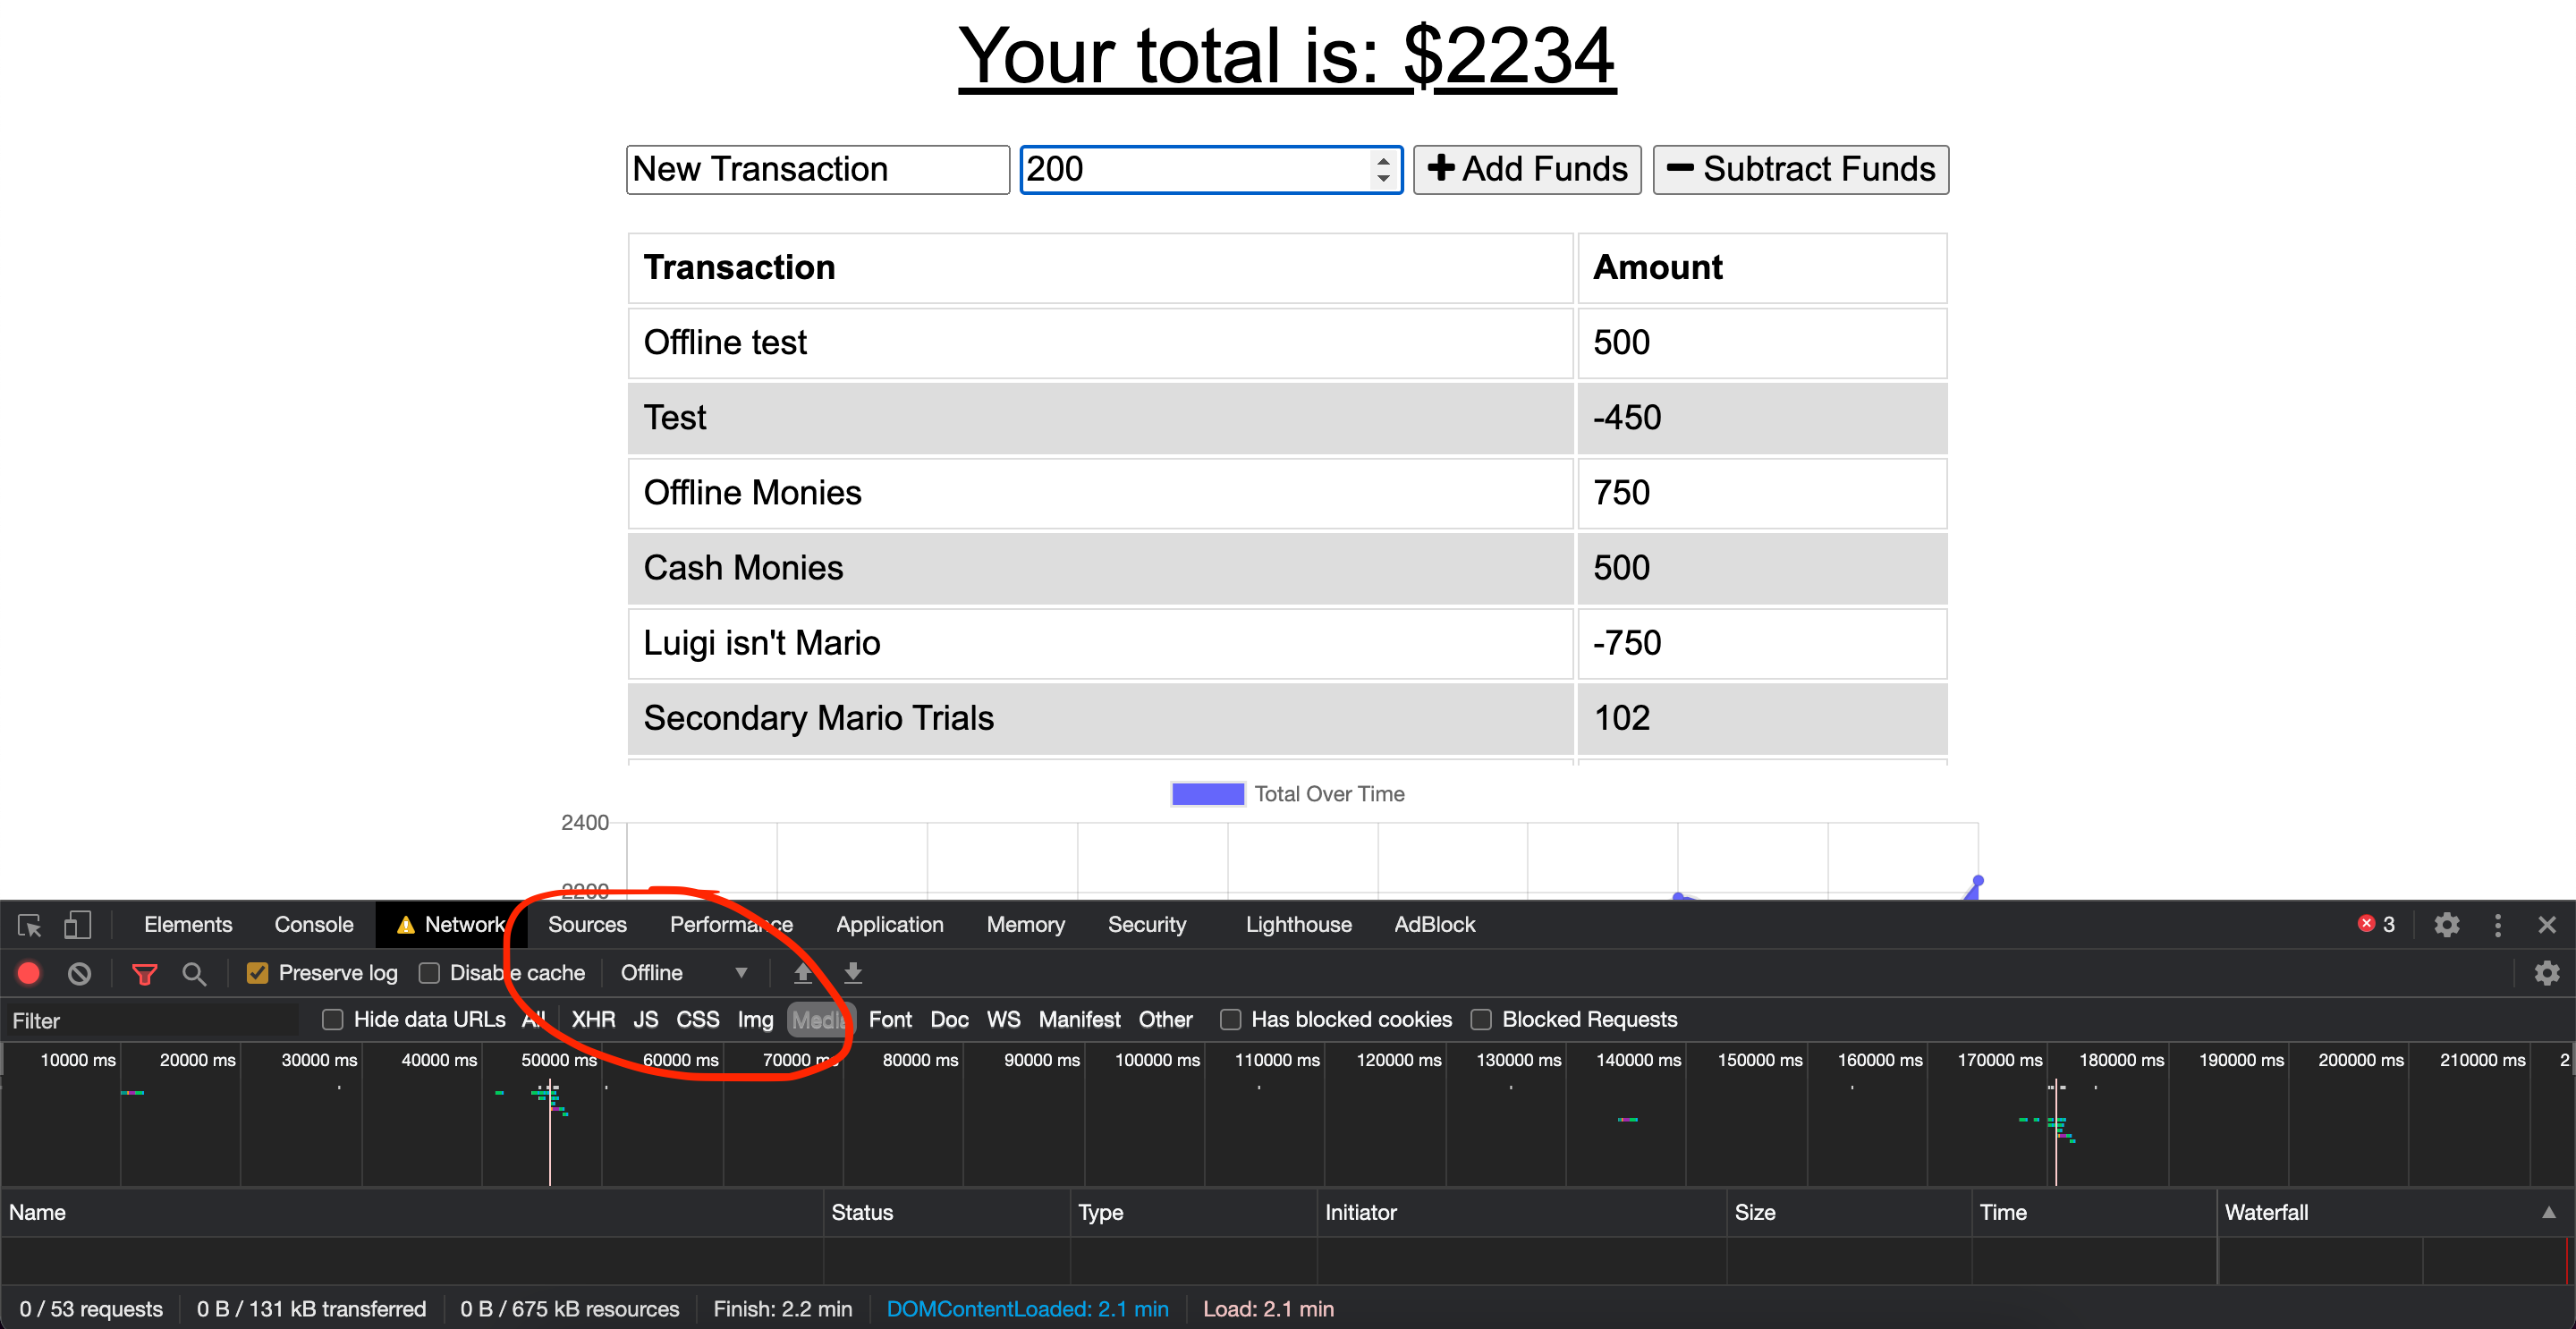 Your total is: $2234
New Transaction 200 Add Funds Subtract Funds
Transaction Amount
Offline test 500
Test -450
Offline Monies 750
Cash Monies 500
Luigi isn't Mario -750
Secondary Mario Trials 102
Total Over Time
2400
2200
Elements Console Network Sources Performance Application Memory Security Lighthouse AdBlock 3
Preserve log Disable cache Offline
Filter Hide data URLs All XHR JS CSS Img Media Font Doc WS Manifest Other Has blocked cookies Blocked Requests
10000 ms 20000 ms 30000 ms 40000 ms 50000 ms 60000 ms 70000 ms 80000 ms 90000 ms 100000 ms 110000 ms 120000 ms 130000 ms 140000 ms 150000 ms 160000 ms 170000 ms 180000 ms 190000 ms 200000 ms 210000 ms 2
Name Status Type Initiator Size Time Waterfall
0 / 53 requests 0 B / 131 kB transferred 0 B / 675 kB resources Finish: 2.2 min DOMContentLoaded: 2.1 min Load: 2.1 min